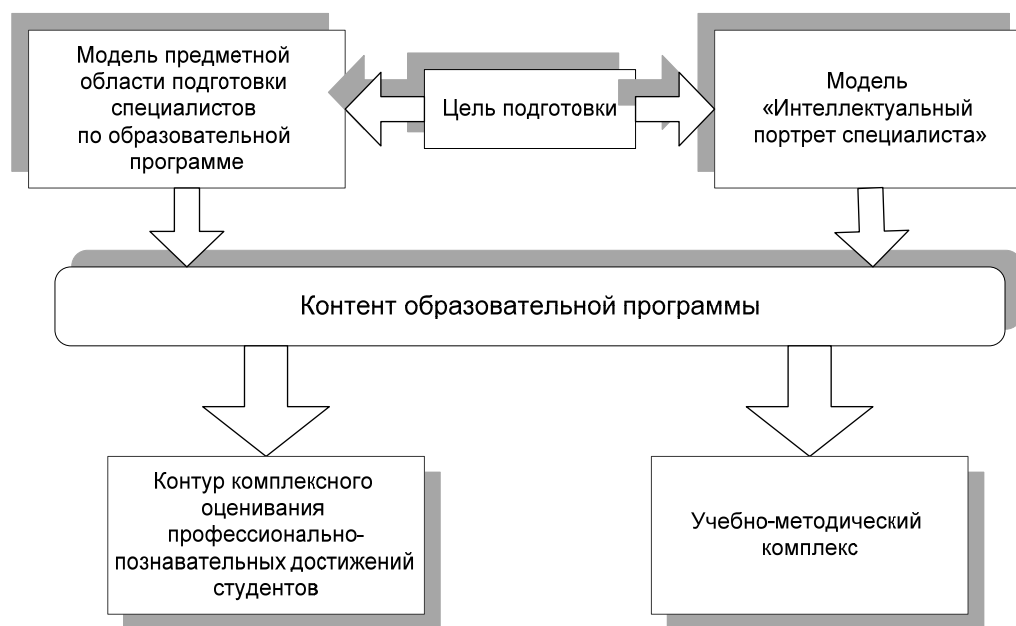 Модель предметной
области подготовки
специалистов
по образовательной
программе
Цель подготовки
Модель
«Интеллектуальный
портрет специалиста»
Контент образовательной программы
Контур комплексного
оценивания
профессионально-
познавательных достижений
студентов
Учебно-методический
комплекс